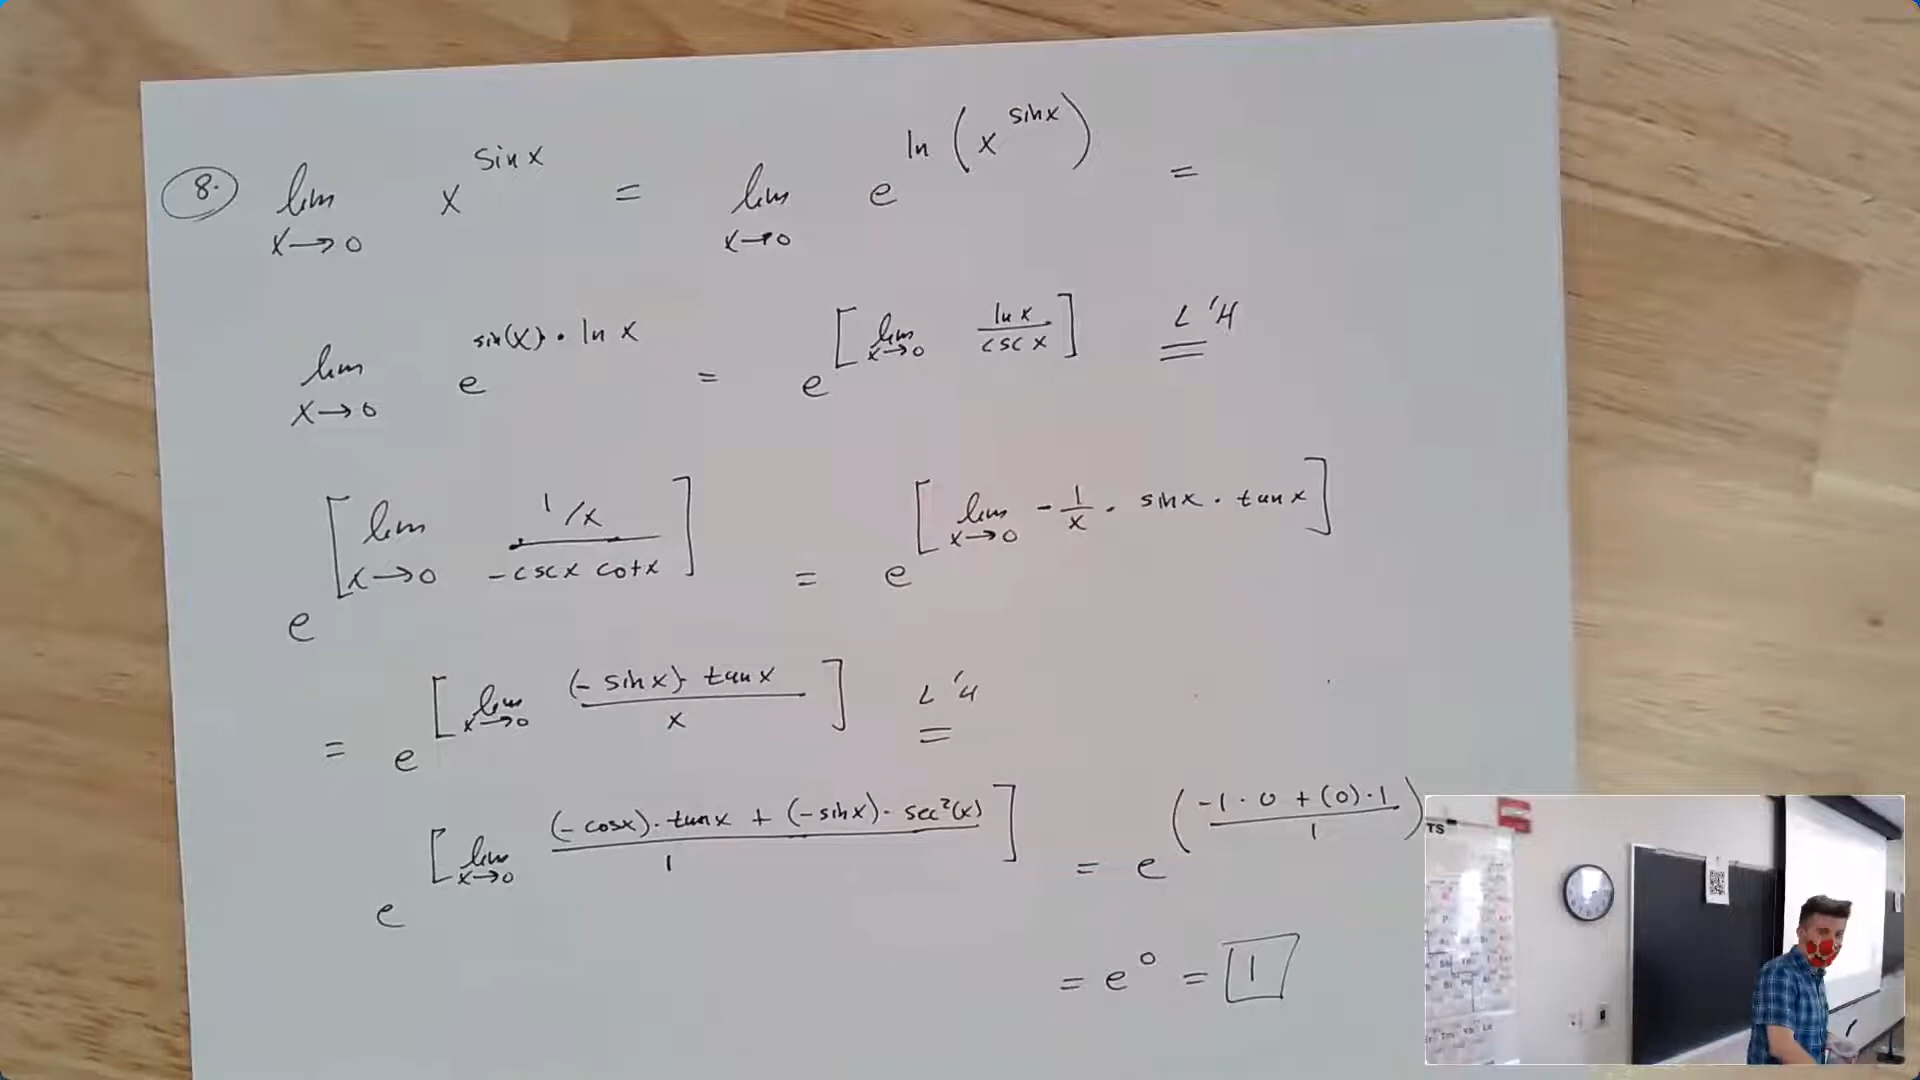 8. lim x→0 x^sin x = lim x→0 e^ln(x^sin x) =
lim x→0 e^sin(x)·ln x = e^[lim x→0 ln x / csc x] L'H =
e^[lim x→0 1/x / -csc x cot x] = e^[lim x→0 - 1/x · sin x · tan x]
= e^[lim x→0 (-sin x)· tan x / x] L'H =
e^[lim x→0 (-cos x)· tan x + (-sin x)· sec²(x) / 1] = e^(-1·0 + (0)·1 / 1)
= e^0 = 1
TS